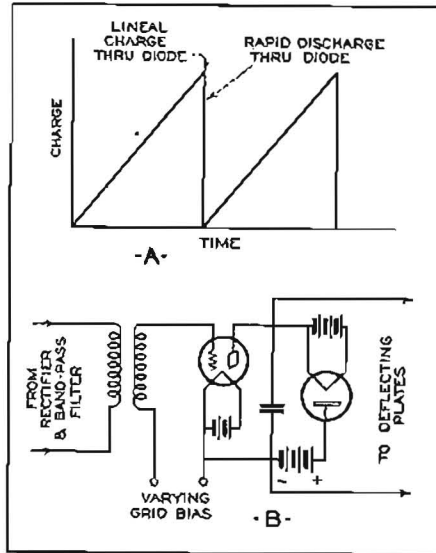 LINEAL
CHARGE
THRU DIODE
RAPID DISCHARGE
THRU DIODE
CHARGE
TIME
-A-
FROM
RECTIFIER
& BAND-PASS
FILTER
TO DEFLECTING
PLATES
- +
VARYING
GRID BIAS
-B-